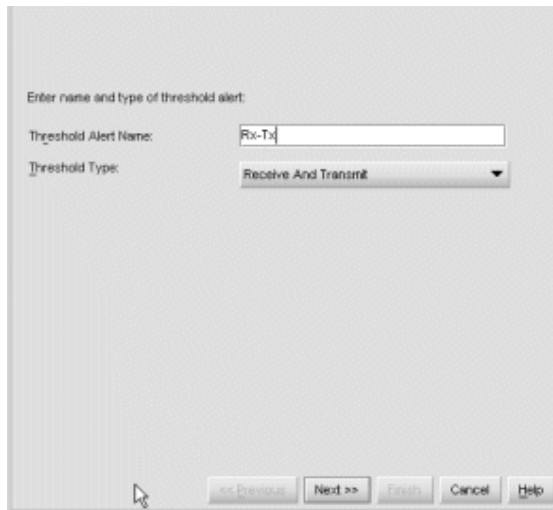 Enter name and type of threshold alert:
Threshold Alert Name: Rx-Tx
Threshold Type: Receive And Transmit
<< Previous Next >> Finish Cancel Help